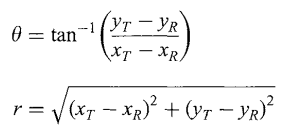 θ = tan⁻¹ ( (y_T − y_R) / (x_T − x_R) )
r = √( (x_T − x_R)² + (y_T − y_R)² )